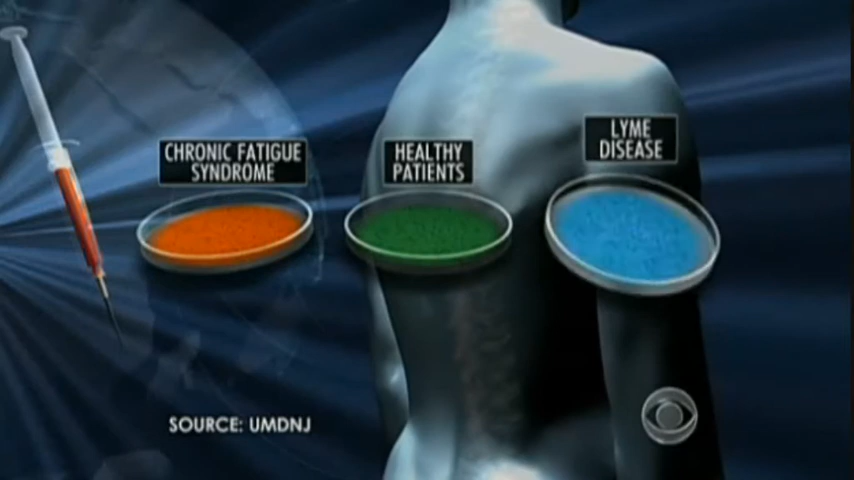 CHRONIC FATIGUE
SYNDROME
HEALTHY
PATIENTS
LYME
DISEASE
SOURCE: UMDNJ